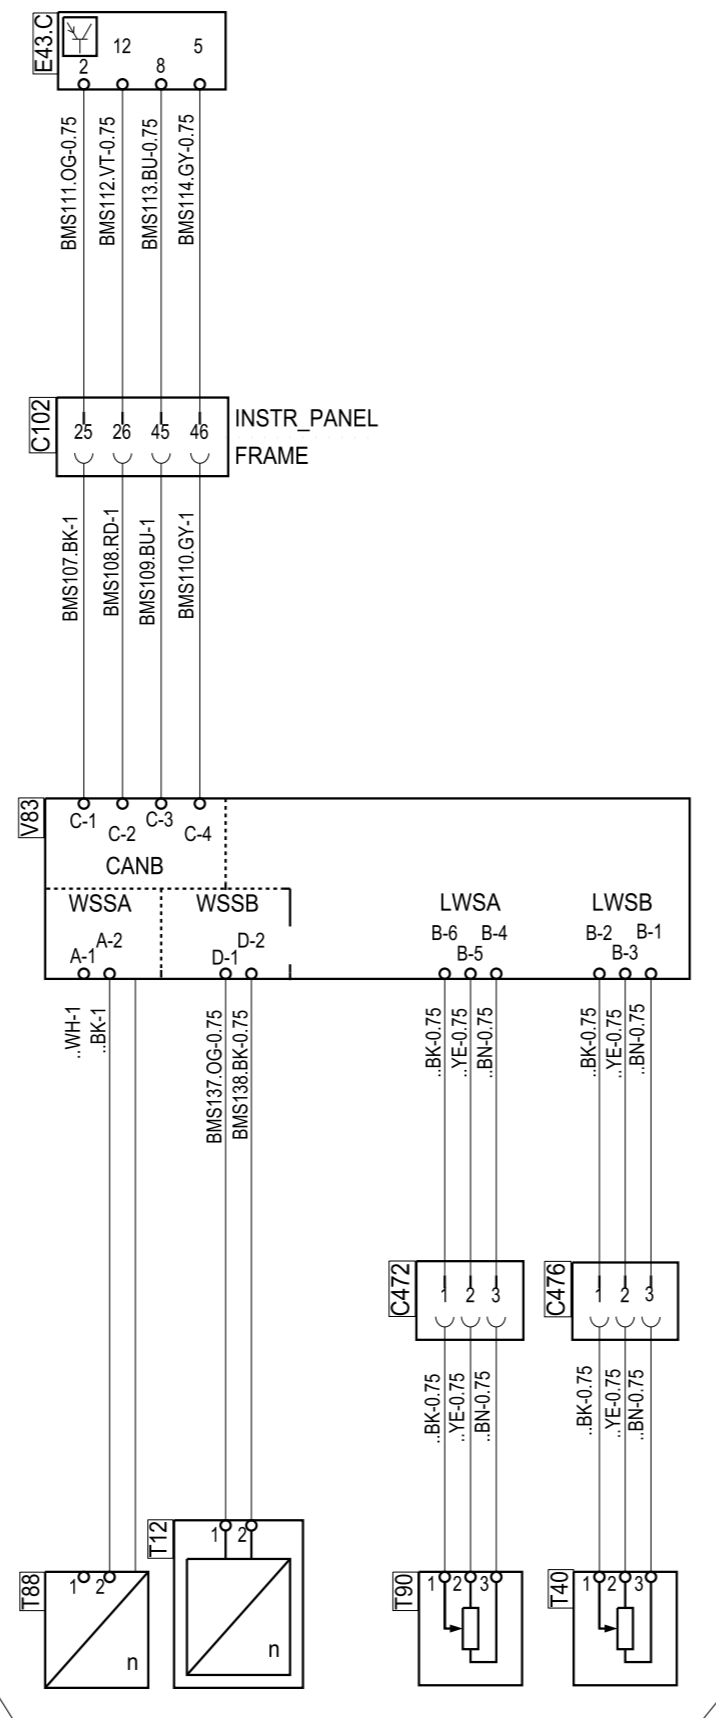 E43.C
12 5
2 8
BMS111.OG-0.75
BMS112.VT-0.75
BMS113.BU-0.75
BMS114.GY-0.75
C102
25 26 45 46
INSTR_PANEL
FRAME
BMS107.BK-1
BMS108.RD-1
BMS109.BU-1
BMS110.GY-1
V83
C-1 C-2 C-3 C-4
CANB
WSSA WSSB LWSA LWSB
A-1 A-2 D-1 D-2 B-6 B-5 B-4 B-2 B-3 B-1
..WH-1
..BK-1
BMS137.OG-0.75
BMS138.BK-0.75
..BK-0.75
..YE-0.75
..BN-0.75
..BK-0.75
..YE-0.75
..BN-0.75
C472
1 2 3
C476
1 2 3
..BK-0.75
..YE-0.75
..BN-0.75
..BK-0.75
..YE-0.75
..BN-0.75
T88
1 2
n
T12
1 2
n
T90
1 2 3
T40
1 2 3